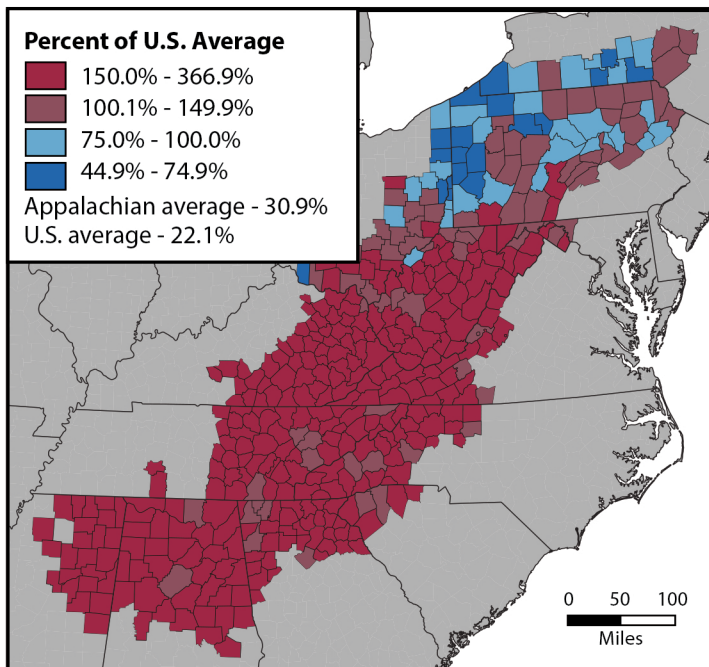 Percent of U.S. Average
150.0% - 366.9%
100.1% - 149.9%
75.0% - 100.0%
44.9% - 74.9%
Appalachian average - 30.9%
U.S. average - 22.1%
0 50 100
Miles